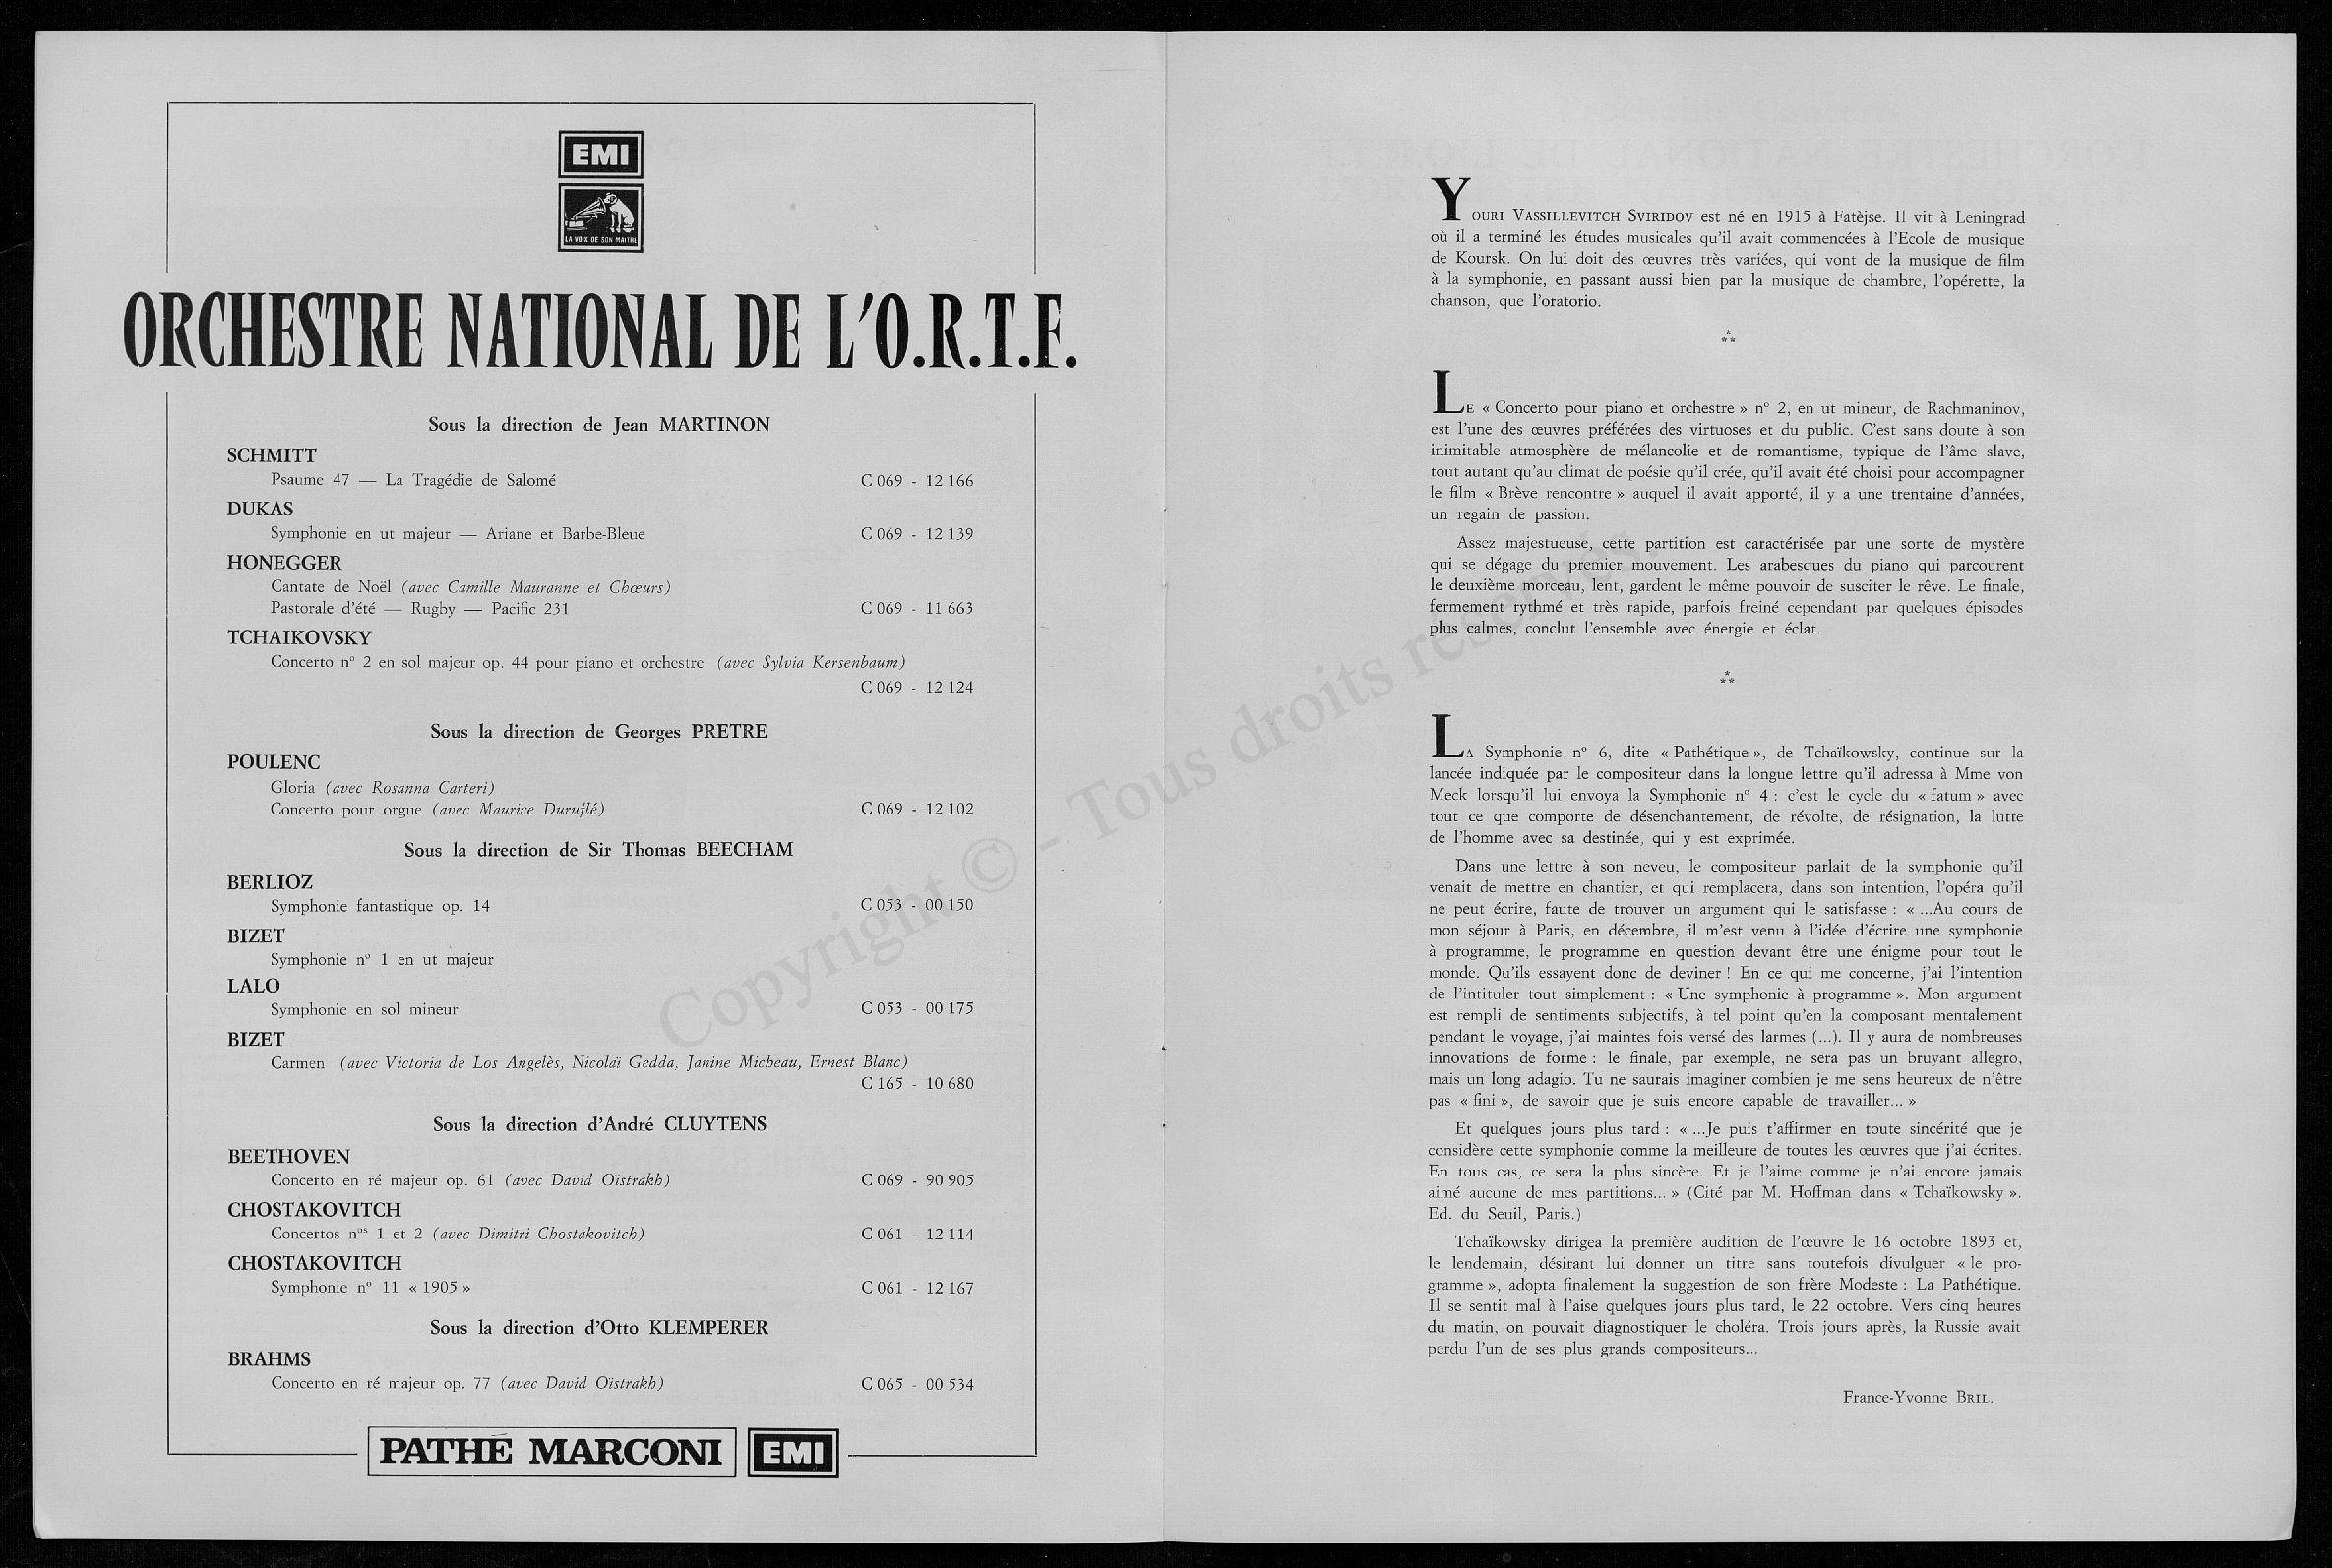 EMI
LA VOIX DE SON MAITRE
ORCHESTRE NATIONAL DE L'O.R.T.F.
Sous la direction de Jean MARTINON
SCHMITT
Psaume 47 — La Tragédie de Salomé C 069 - 12 166
DUKAS
Symphonie en ut majeur — Ariane et Barbe-Bleue C 069 - 12 139
HONEGGER
Cantate de Noël (avec Camille Mauranne et Chœurs)
Pastorale d'été — Rugby — Pacific 231 C 069 - 11 663
TCHAIKOVSKY
Concerto n° 2 en sol majeur op. 44 pour piano et orchestre (avec Sylvia Kersenbaum)
C 069 - 12 124
Sous la direction de Georges PRETRE
POULENC
Gloria (avec Rosanna Carteri)
Concerto pour orgue (avec Maurice Duruflé) C 069 - 12 102
Sous la direction de Sir Thomas BEECHAM
BERLIOZ
Symphonie fantastique op. 14 C 053 - 00 150
BIZET
Symphonie n° 1 en ut majeur
LALO
Symphonie en sol mineur C 053 - 00 175
BIZET
Carmen (avec Victoria de Los Angelès, Nicolaï Gedda, Janine Micheau, Ernest Blanc)
C 165 - 10 680
Sous la direction d'André CLUYTENS
BEETHOVEN
Concerto en ré majeur op. 61 (avec David Oïstrakh) C 069 - 90 905
CHOSTAKOVITCH
Concertos nos 1 et 2 (avec Dimitri Chostakovitch) C 061 - 12 114
CHOSTAKOVITCH
Symphonie n° 11 « 1905 » C 061 - 12 167
Sous la direction d'Otto KLEMPERER
BRAHMS
Concerto en ré majeur op. 77 (avec David Oïstrakh) C 065 - 00 534
PATHÉ MARCONI EMI
YOURI VASSILLEVITCH SVIRIDOV est né en 1915 à Fatèjse. Il vit à Leningrad
où il a terminé les études musicales qu'il avait commencées à l'Ecole de musique
de Koursk. On lui doit des œuvres très variées, qui vont de la musique de film
à la symphonie, en passant aussi bien par la musique de chambre, l'opérette, la
chanson, que l'oratorio.
***
LE « Concerto pour piano et orchestre » n° 2, en ut mineur, de Rachmaninov,
est l'une des œuvres préférées des virtuoses et du public. C'est sans doute à son
inimitable atmosphère de mélancolie et de romantisme, typique de l'âme slave,
tout autant qu'au climat de poésie qu'il crée, qu'il avait été choisi pour accompagner
le film « Brève rencontre » auquel il avait apporté, il y a une trentaine d'années,
un regain de passion.
Assez majestueuse, cette partition est caractérisée par une sorte de mystère
qui se dégage du premier mouvement. Les arabesques du piano qui parcourent
le deuxième morceau, lent, gardent le même pouvoir de susciter le rêve. Le finale,
fermement rythmé et très rapide, parfois freiné cependant par quelques épisodes
plus calmes, conclut l'ensemble avec énergie et éclat.
***
LA Symphonie n° 6, dite « Pathétique », de Tchaïkowsky, continue sur la
lancée indiquée par le compositeur dans la longue lettre qu'il adressa à Mme von
Meck lorsqu'il lui envoya la Symphonie n° 4 : c'est le cycle du « fatum » avec
tout ce que comporte de désenchantement, de révolte, de résignation, la lutte
de l'homme avec sa destinée, qui y est exprimée.
Dans une lettre à son neveu, le compositeur parlait de la symphonie qu'il
venait de mettre en chantier, et qui remplacera, dans son intention, l'opéra qu'il
ne peut écrire, faute de trouver un argument qui le satisfasse : « ...Au cours de
mon séjour à Paris, en décembre, il m'est venu à l'idée d'écrire une symphonie
à programme, le programme en question devant être une énigme pour tout le
monde. Qu'ils essayent donc de deviner ! En ce qui me concerne, j'ai l'intention
de l'intituler tout simplement : « Une symphonie à programme ». Mon argument
est rempli de sentiments subjectifs, à tel point qu'en la composant mentalement
pendant le voyage, j'ai maintes fois versé des larmes (...). Il y aura de nombreuses
innovations de forme : le finale, par exemple, ne sera pas un bruyant allegro,
mais un long adagio. Tu ne saurais imaginer combien je me sens heureux de n'être
pas « fini », de savoir que je suis encore capable de travailler... »
Et quelques jours plus tard : « ...Je puis t'affirmer en toute sincérité que je
considère cette symphonie comme la meilleure de toutes les œuvres que j'ai écrites.
En tous cas, ce sera la plus sincère. Et je l'aime comme je n'ai encore jamais
aimé aucune de mes partitions... » (Cité par M. Hoffman dans « Tchaïkowsky ».
Ed. du Seuil, Paris.)
Tchaïkowsky dirigea la première audition de l'œuvre le 16 octobre 1893 et,
le lendemain, désirant lui donner un titre sans toutefois divulguer « le pro-
gramme », adopta finalement la suggestion de son frère Modeste : La Pathétique.
Il se sentit mal à l'aise quelques jours plus tard, le 22 octobre. Vers cinq heures
du matin, on pouvait diagnostiquer le choléra. Trois jours après, la Russie avait
perdu l'un de ses plus grands compositeurs...
France-Yvonne BRIL.
Copyright © - Tous droits réservés.